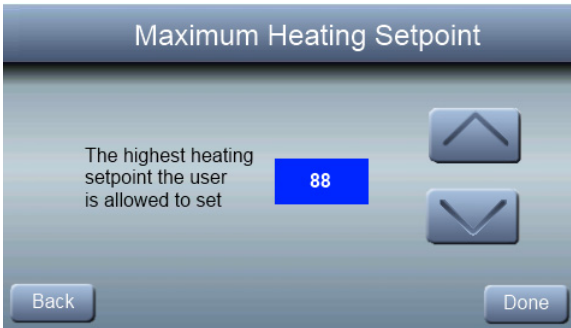 Maximum Heating Setpoint
The highest heating
setpoint the user
is allowed to set
88
Back
Done